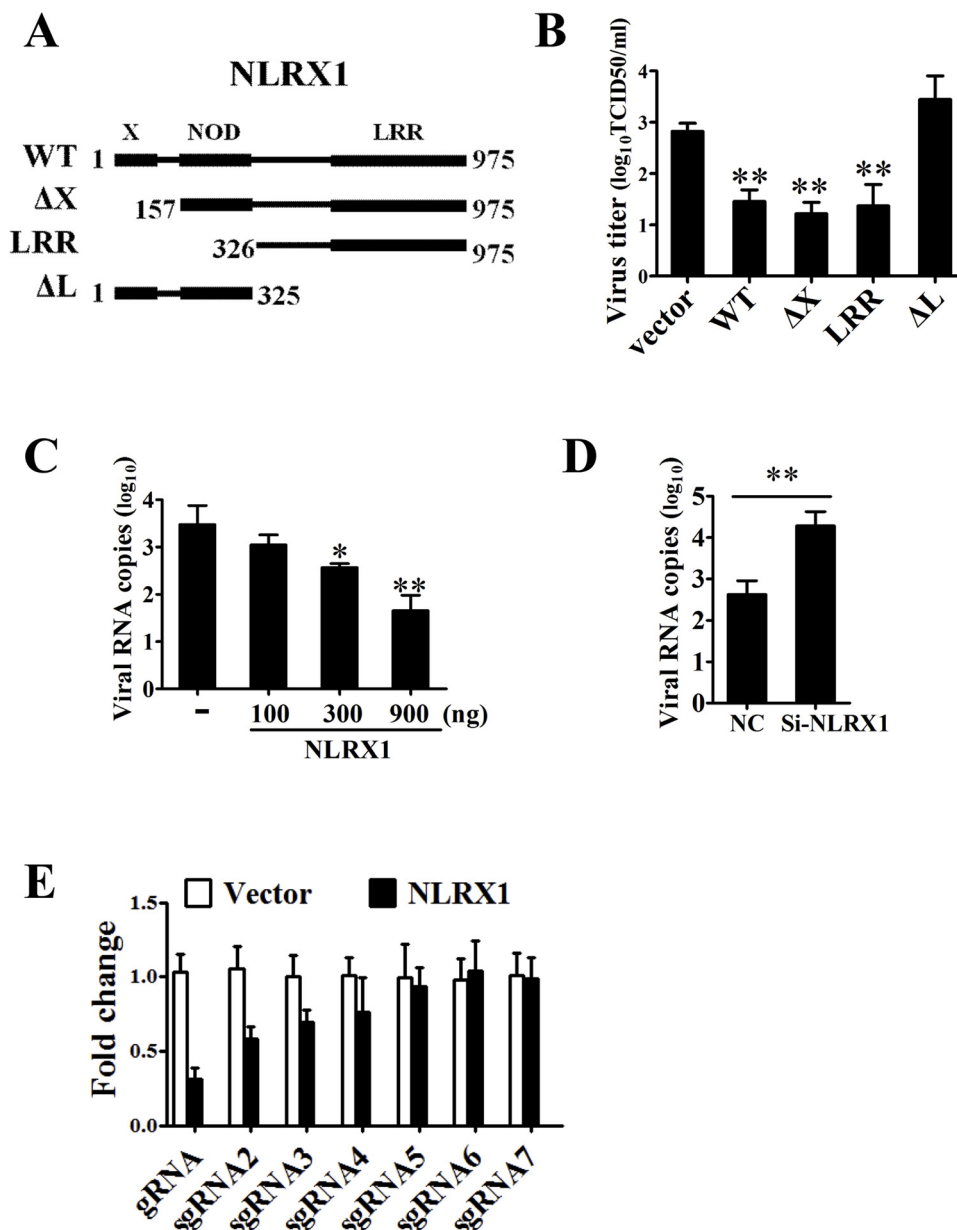 A
NLRX1
X NOD LRR
WT 1 975
ΔX 157 975
LRR 326 975
ΔL 1 325
B
Virus titer (log10TCID50/ml)
4
3
2
1
0
** ** **
vector WT ΔX LRR ΔL
C
Viral RNA copies (log10)
4
3
2
1
0
*
**
- 100 300 900 (ng)
NLRX1
D
Viral RNA copies (log10)
5
4
3
2
1
0
**
NC Si-NLRX1
E
Vector NLRX1
Fold change
1.5
1.0
0.5
0.0
gRNA sgRNA2 sgRNA3 sgRNA4 sgRNA5 sgRNA6 sgRNA7